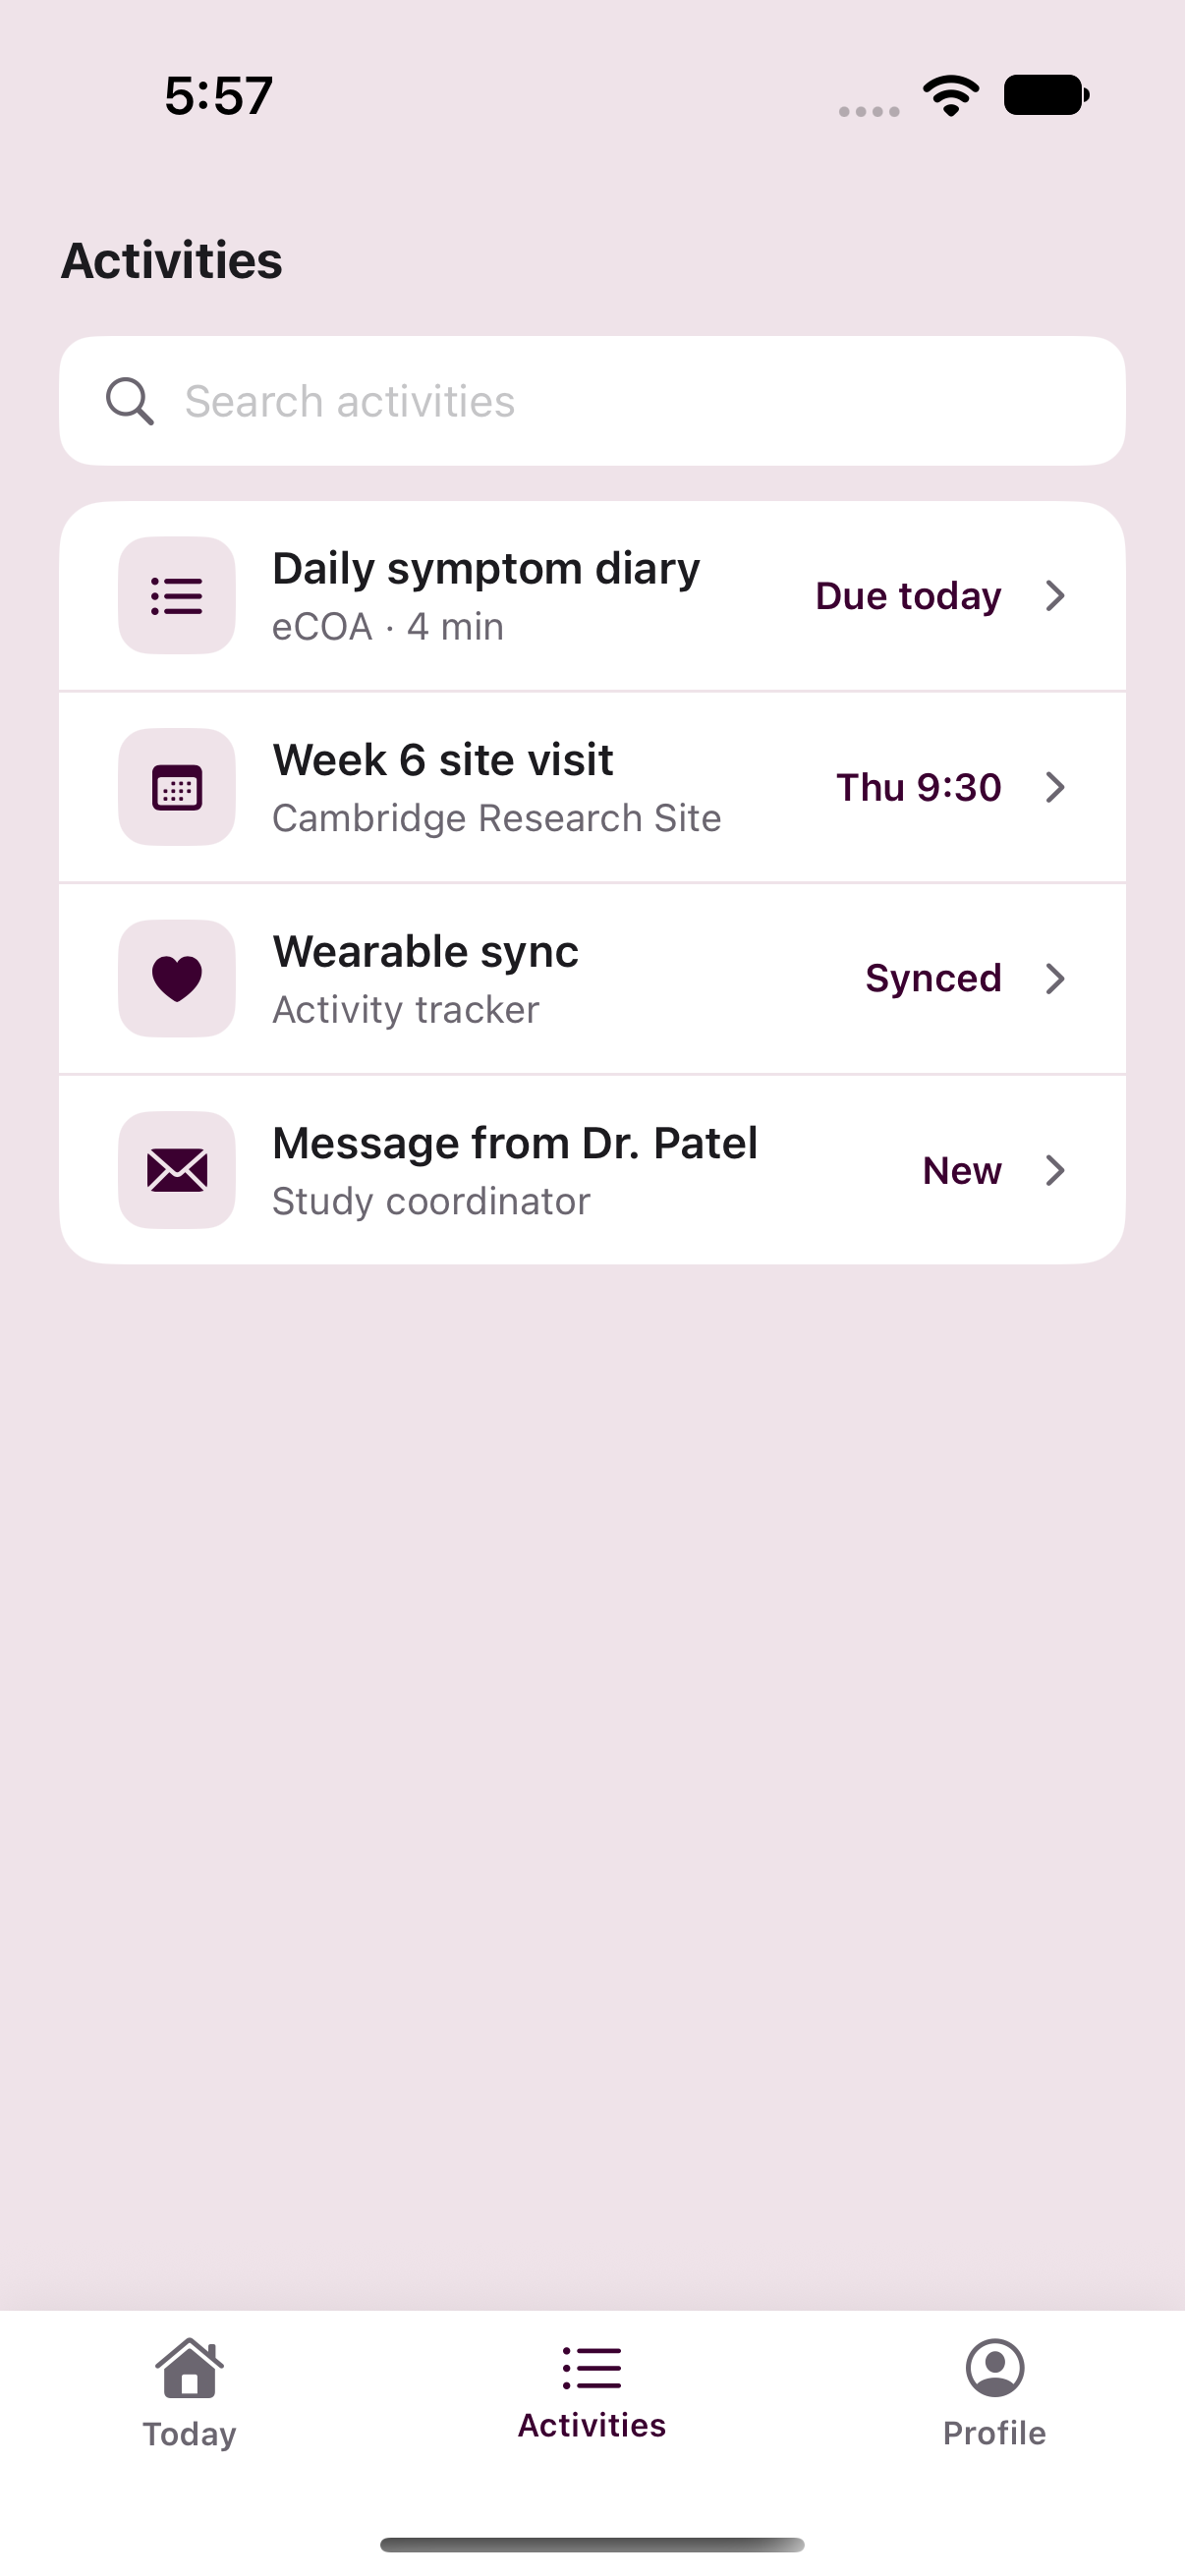 5:57
Activities
Search activities
Daily symptom diary
eCOA · 4 min
Due today
Week 6 site visit
Cambridge Research Site
Thu 9:30
Wearable sync
Activity tracker
Synced
Message from Dr. Patel
Study coordinator
New
Today
Activities
Profile